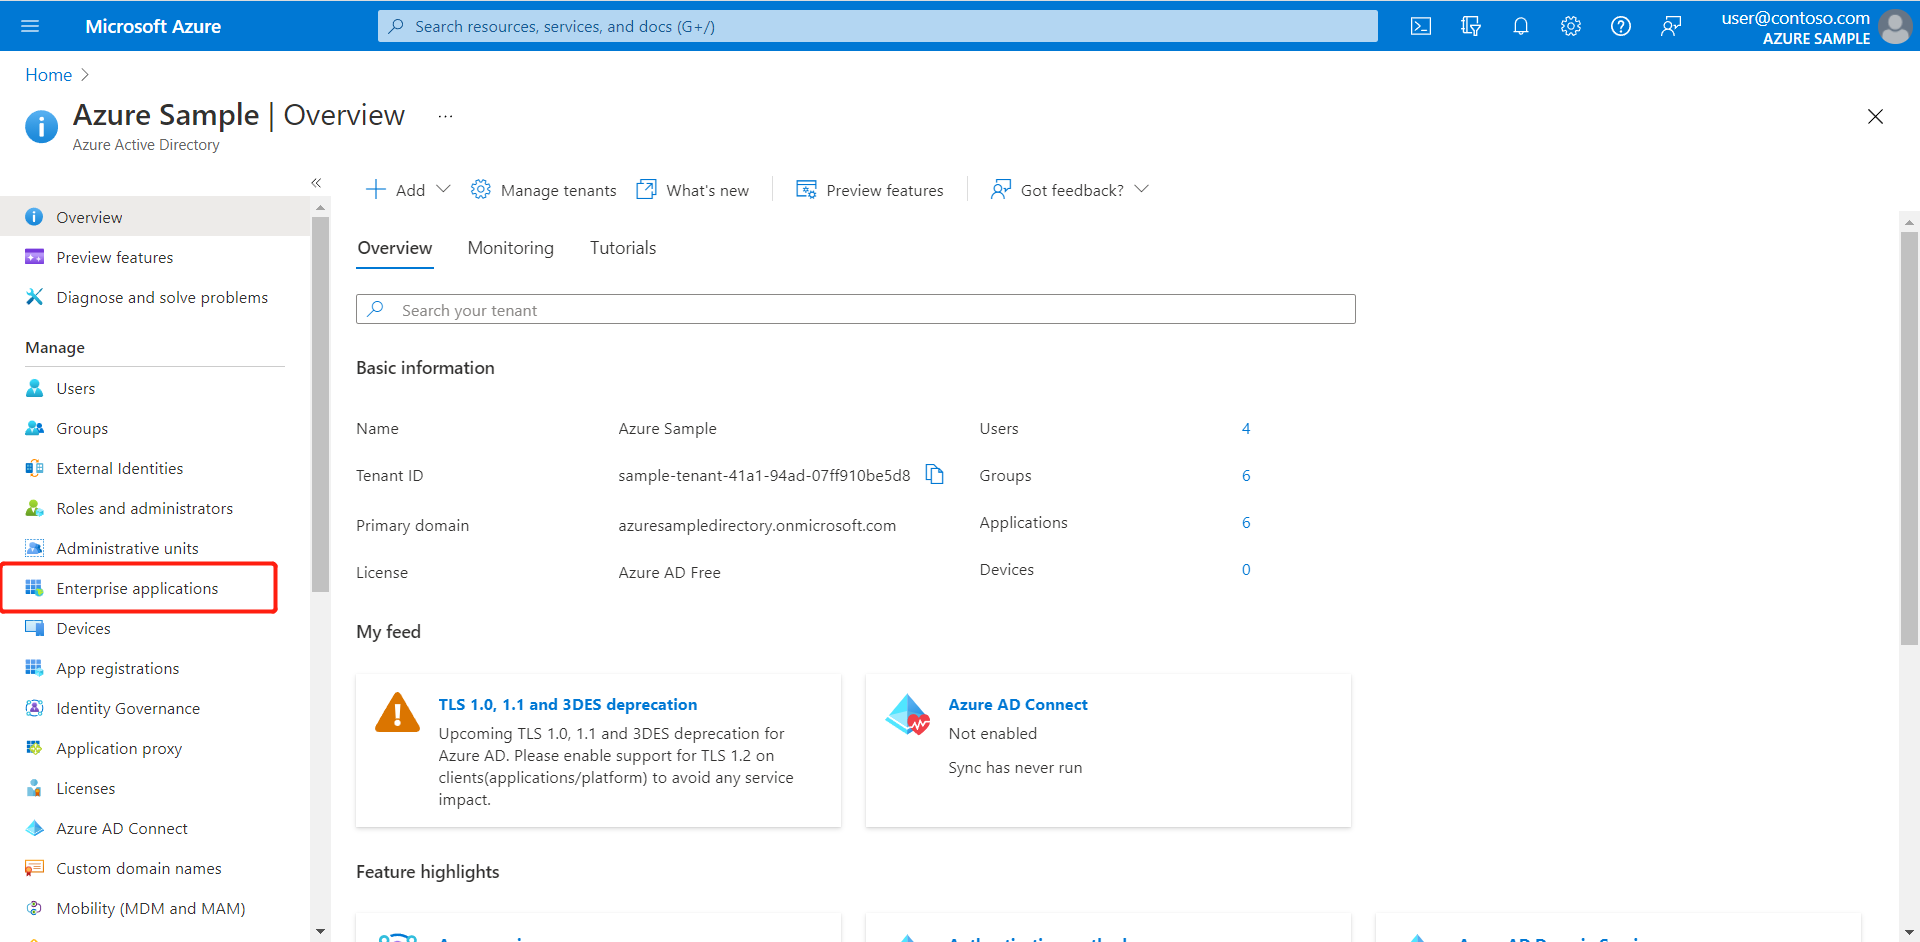 Microsoft Azure
Search resources, services, and docs (G+/)
user@contoso.com
AZURE SAMPLE
Home
Azure Sample | Overview
...
Azure Active Directory
Overview
Preview features
Diagnose and solve problems
Manage
Users
Groups
External Identities
Roles and administrators
Administrative units
Enterprise applications
Devices
App registrations
Identity Governance
Application proxy
Licenses
Azure AD Connect
Custom domain names
Mobility (MDM and MAM)
Add
Manage tenants
What's new
Preview features
Got feedback?
Overview
Monitoring
Tutorials
Search your tenant
Basic information
Name
Azure Sample
Users
4
Tenant ID
sample-tenant-41a1-94ad-07ff910be5d8
Groups
6
Primary domain
azuresampledirectory.onmicrosoft.com
Applications
6
License
Azure AD Free
Devices
0
My feed
TLS 1.0, 1.1 and 3DES deprecation
Upcoming TLS 1.0, 1.1 and 3DES deprecation for
Azure AD. Please enable support for TLS 1.2 on
clients(applications/platform) to avoid any service
impact.
Azure AD Connect
Not enabled
Sync has never run
Feature highlights